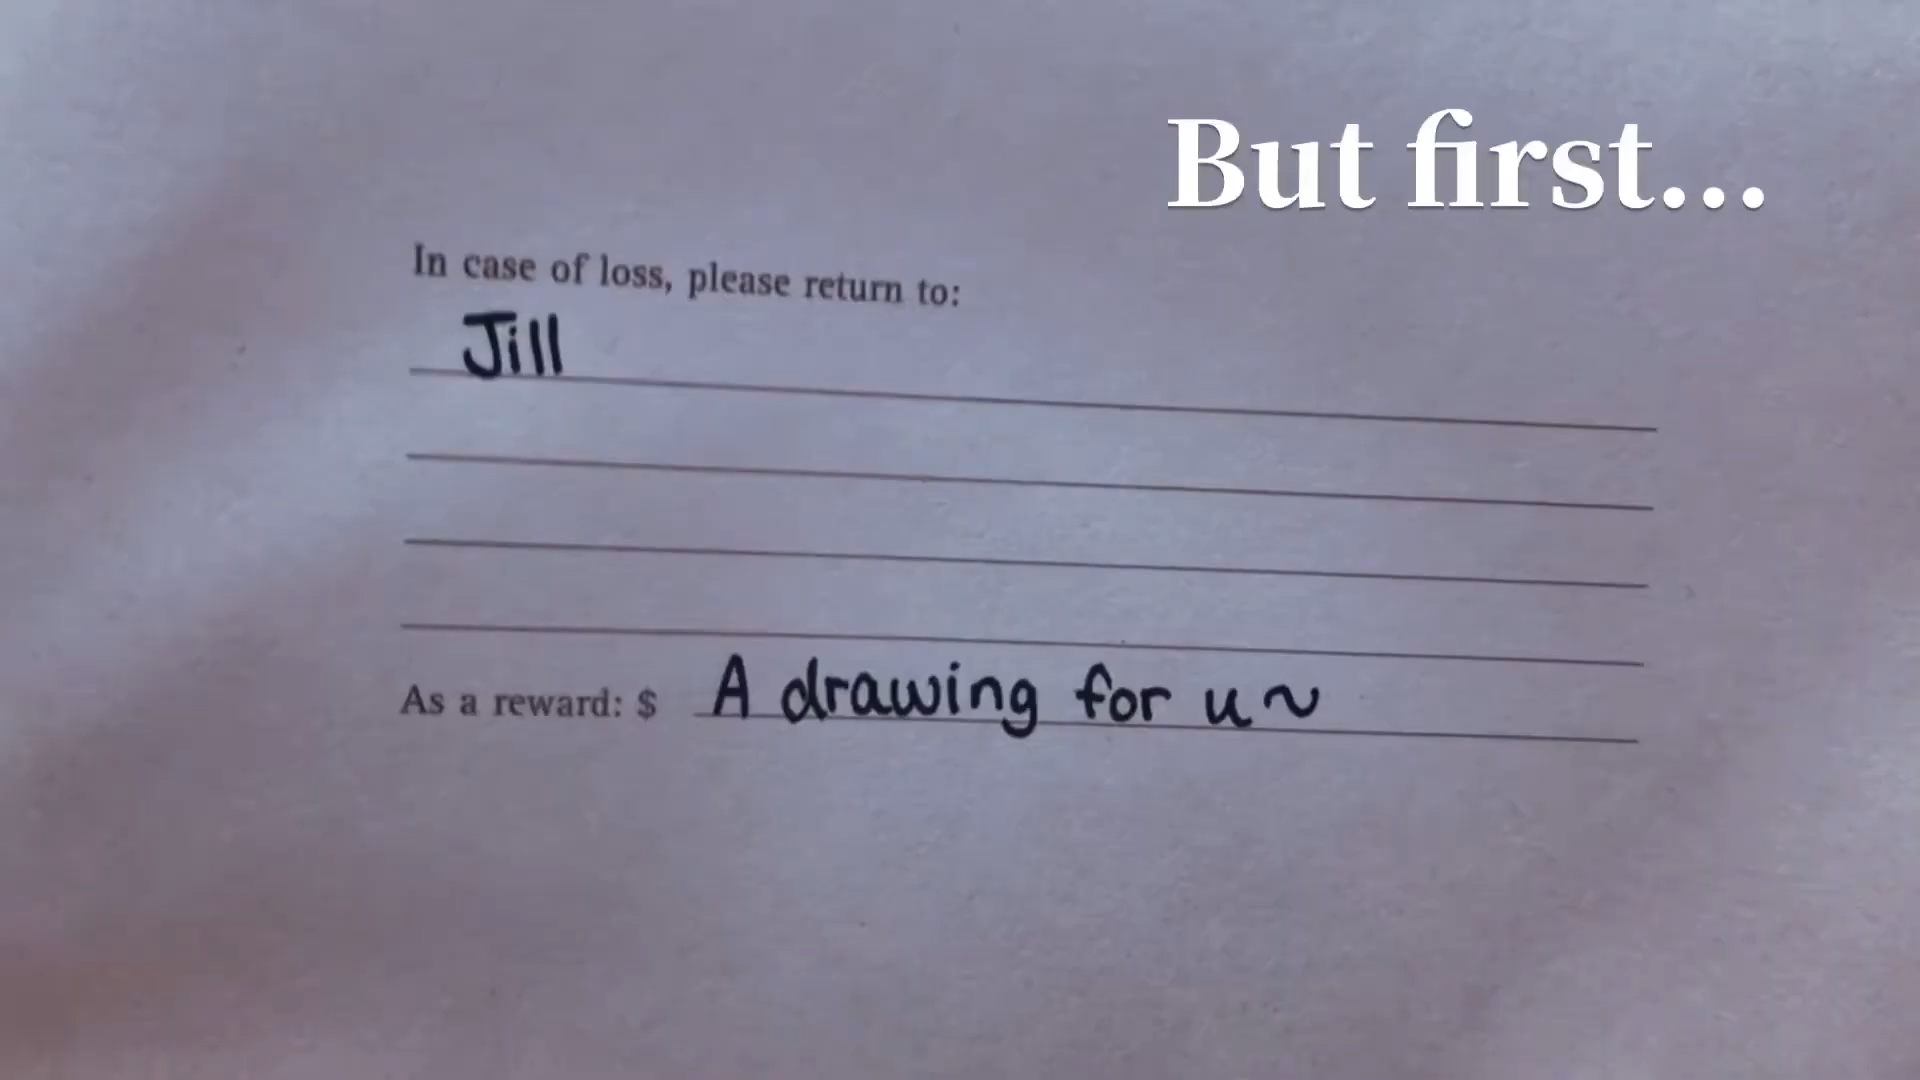 But first...
In case of loss, please return to:
Jill
As a reward: $ A drawing for u~